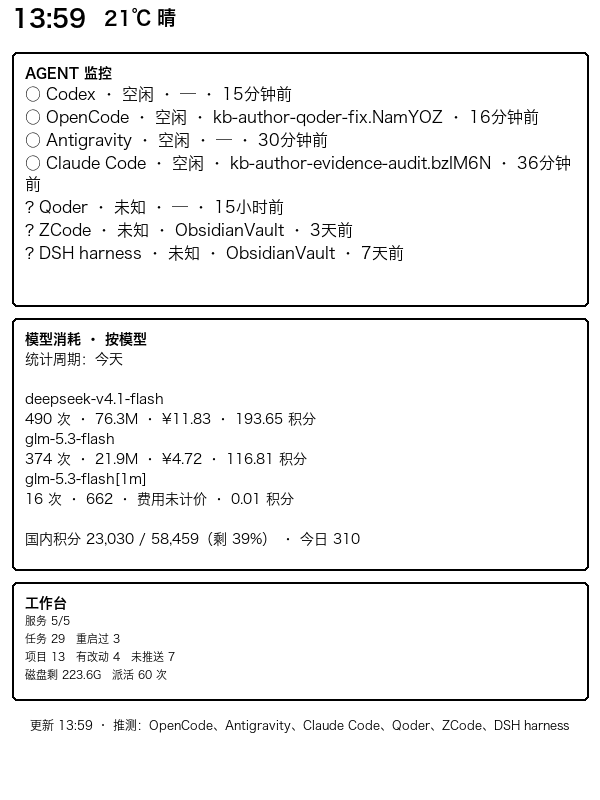 13:59 21℃ 晴
AGENT 监控
○ Codex · 空闲 · — · 15分钟前
○ OpenCode · 空闲 · kb-author-qoder-fix.NamYOZ · 16分钟前
○ Antigravity · 空闲 · — · 30分钟前
○ Claude Code · 空闲 · kb-author-evidence-audit.bzlM6N · 36分钟
前
? Qoder · 未知 · — · 15小时前
? ZCode · 未知 · ObsidianVault · 3天前
? DSH harness · 未知 · ObsidianVault · 7天前
模型消耗 · 按模型
统计周期：今天
deepseek-v4.1-flash
490 次 · 76.3M · ¥11.83 · 193.65 积分
glm-5.3-flash
374 次 · 21.9M · ¥4.72 · 116.81 积分
glm-5.3-flash[1m]
16 次 · 662 · 费用未计价 · 0.01 积分
国内积分 23,030 / 58,459（剩 39%） · 今日 310
工作台
服务 5/5
任务 29 重启过 3
项目 13 有改动 4 未推送 7
磁盘剩 223.6G 派活 60 次
更新 13:59 · 推测：OpenCode、Antigravity、Claude Code、Qoder、ZCode、DSH harness